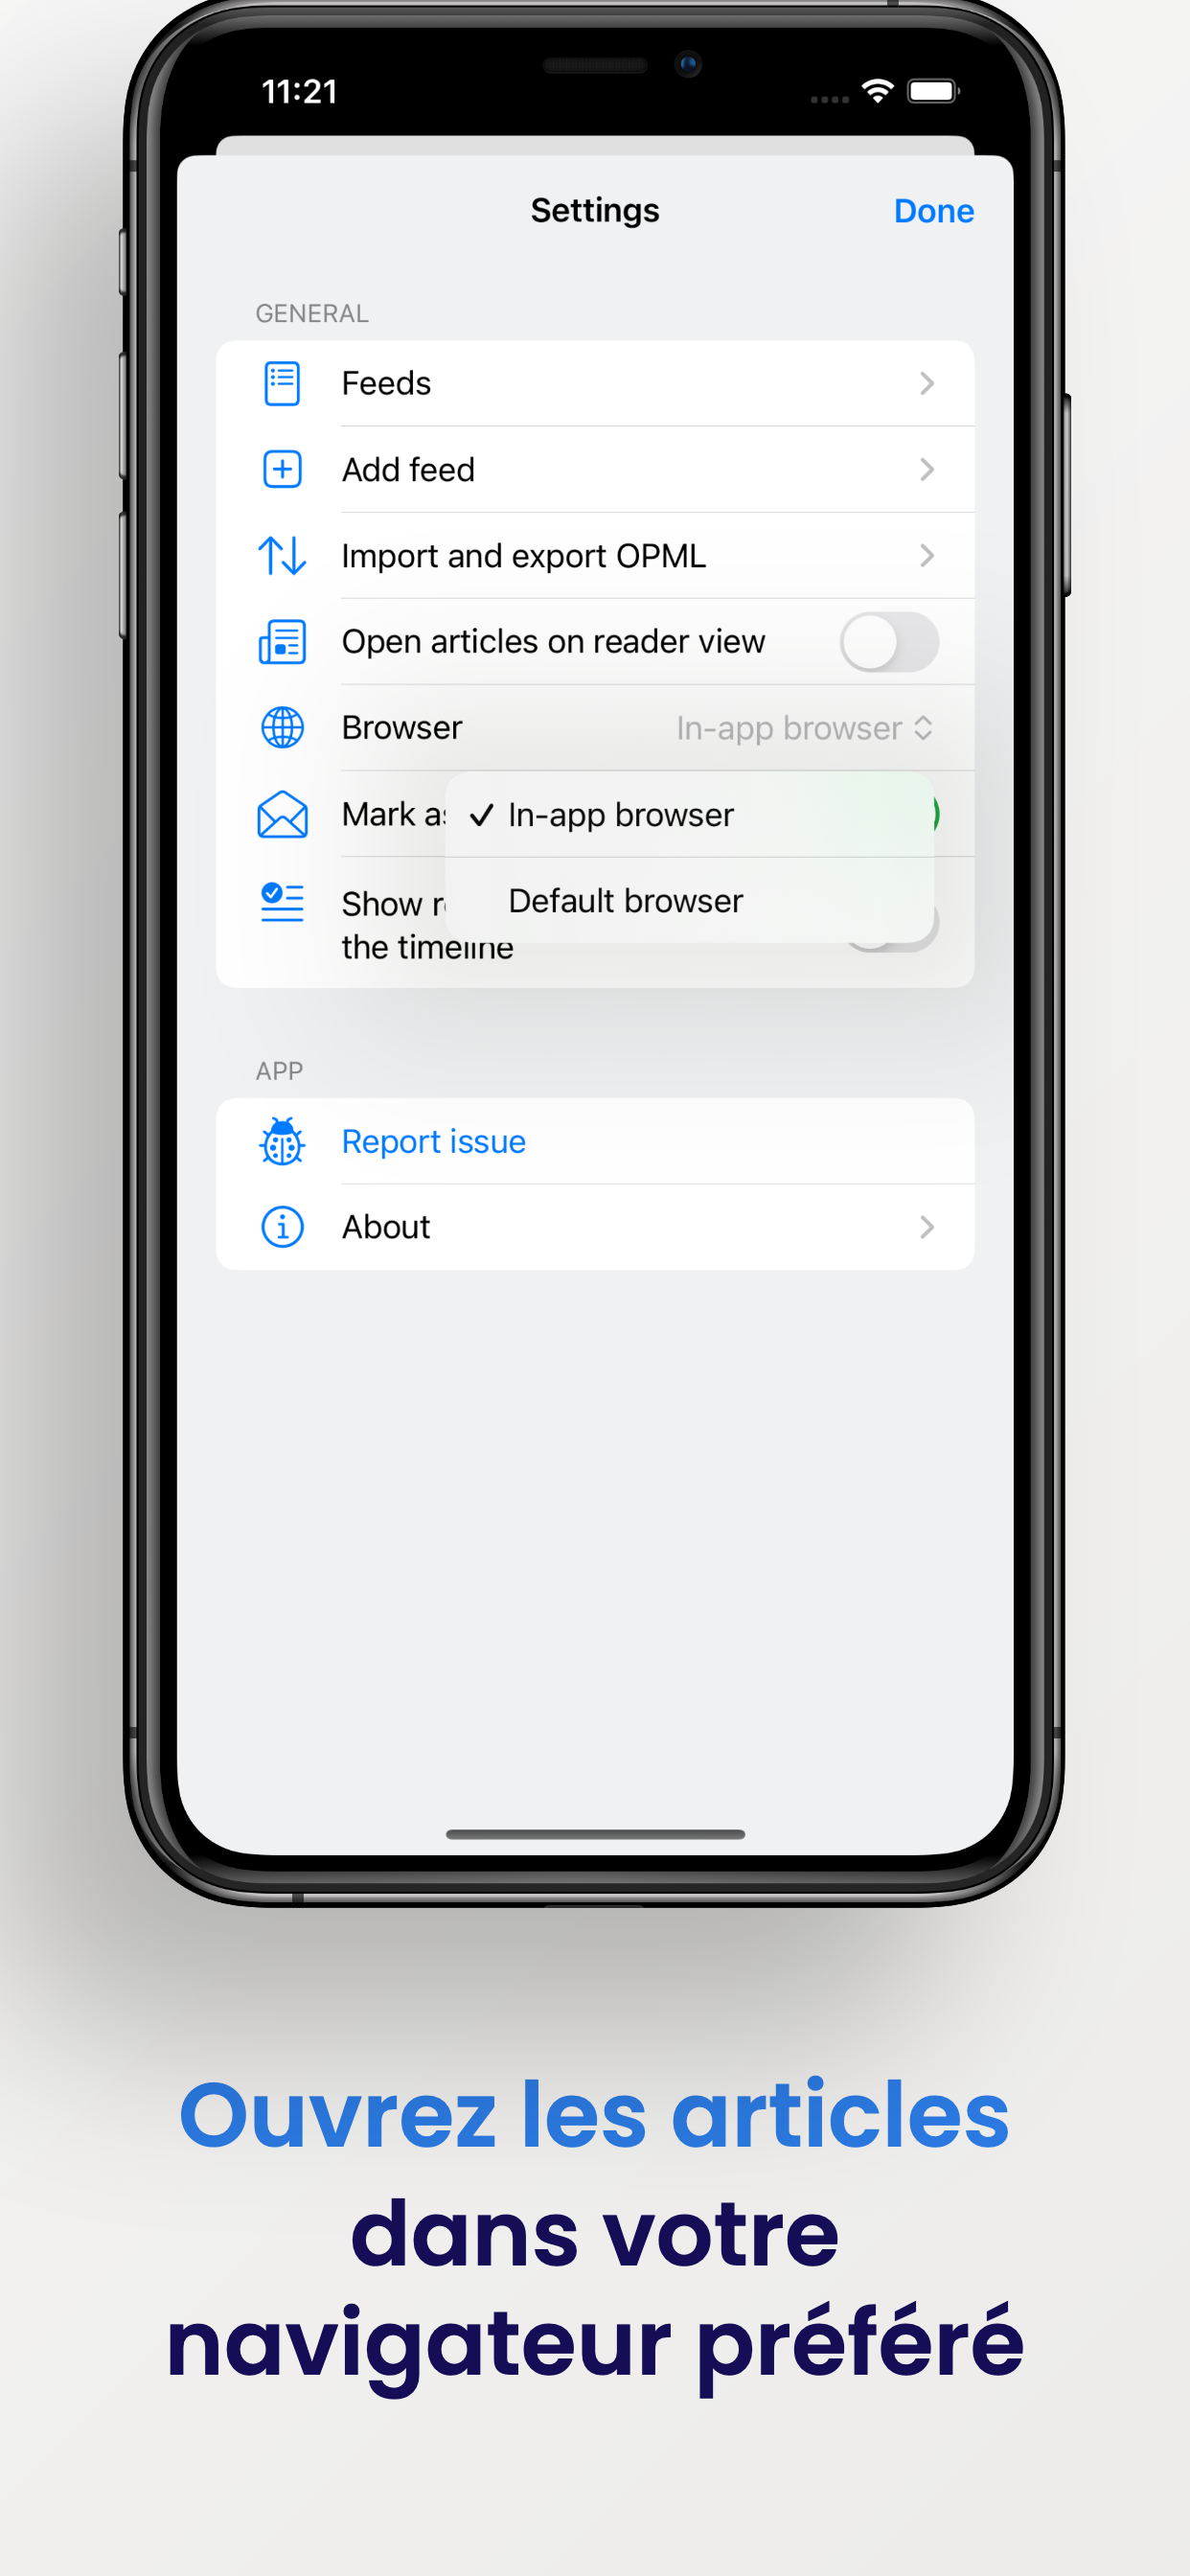 11:21
Settings
Done
GENERAL
Feeds
Add feed
Import and export OPML
Open articles on reader view
Browser
In-app browser
Mark
In-app browser
Show
Default browser
the timeline
APP
Report issue
About
Ouvrez les articles
dans votre
navigateur préféré